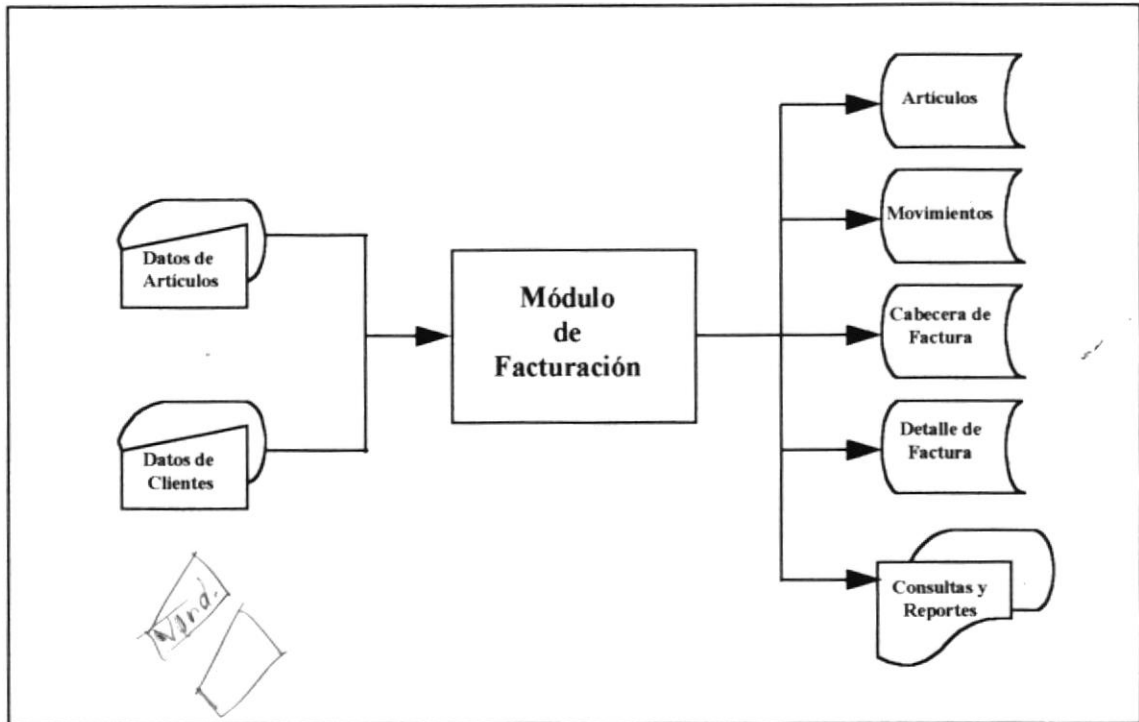 Artículos
Movimientos
Datos de
Artículos
Módulo
de
Facturación
Cabecera de
Factura
Datos de
Clientes
Detalle de
Factura
Consultas y
Reportes